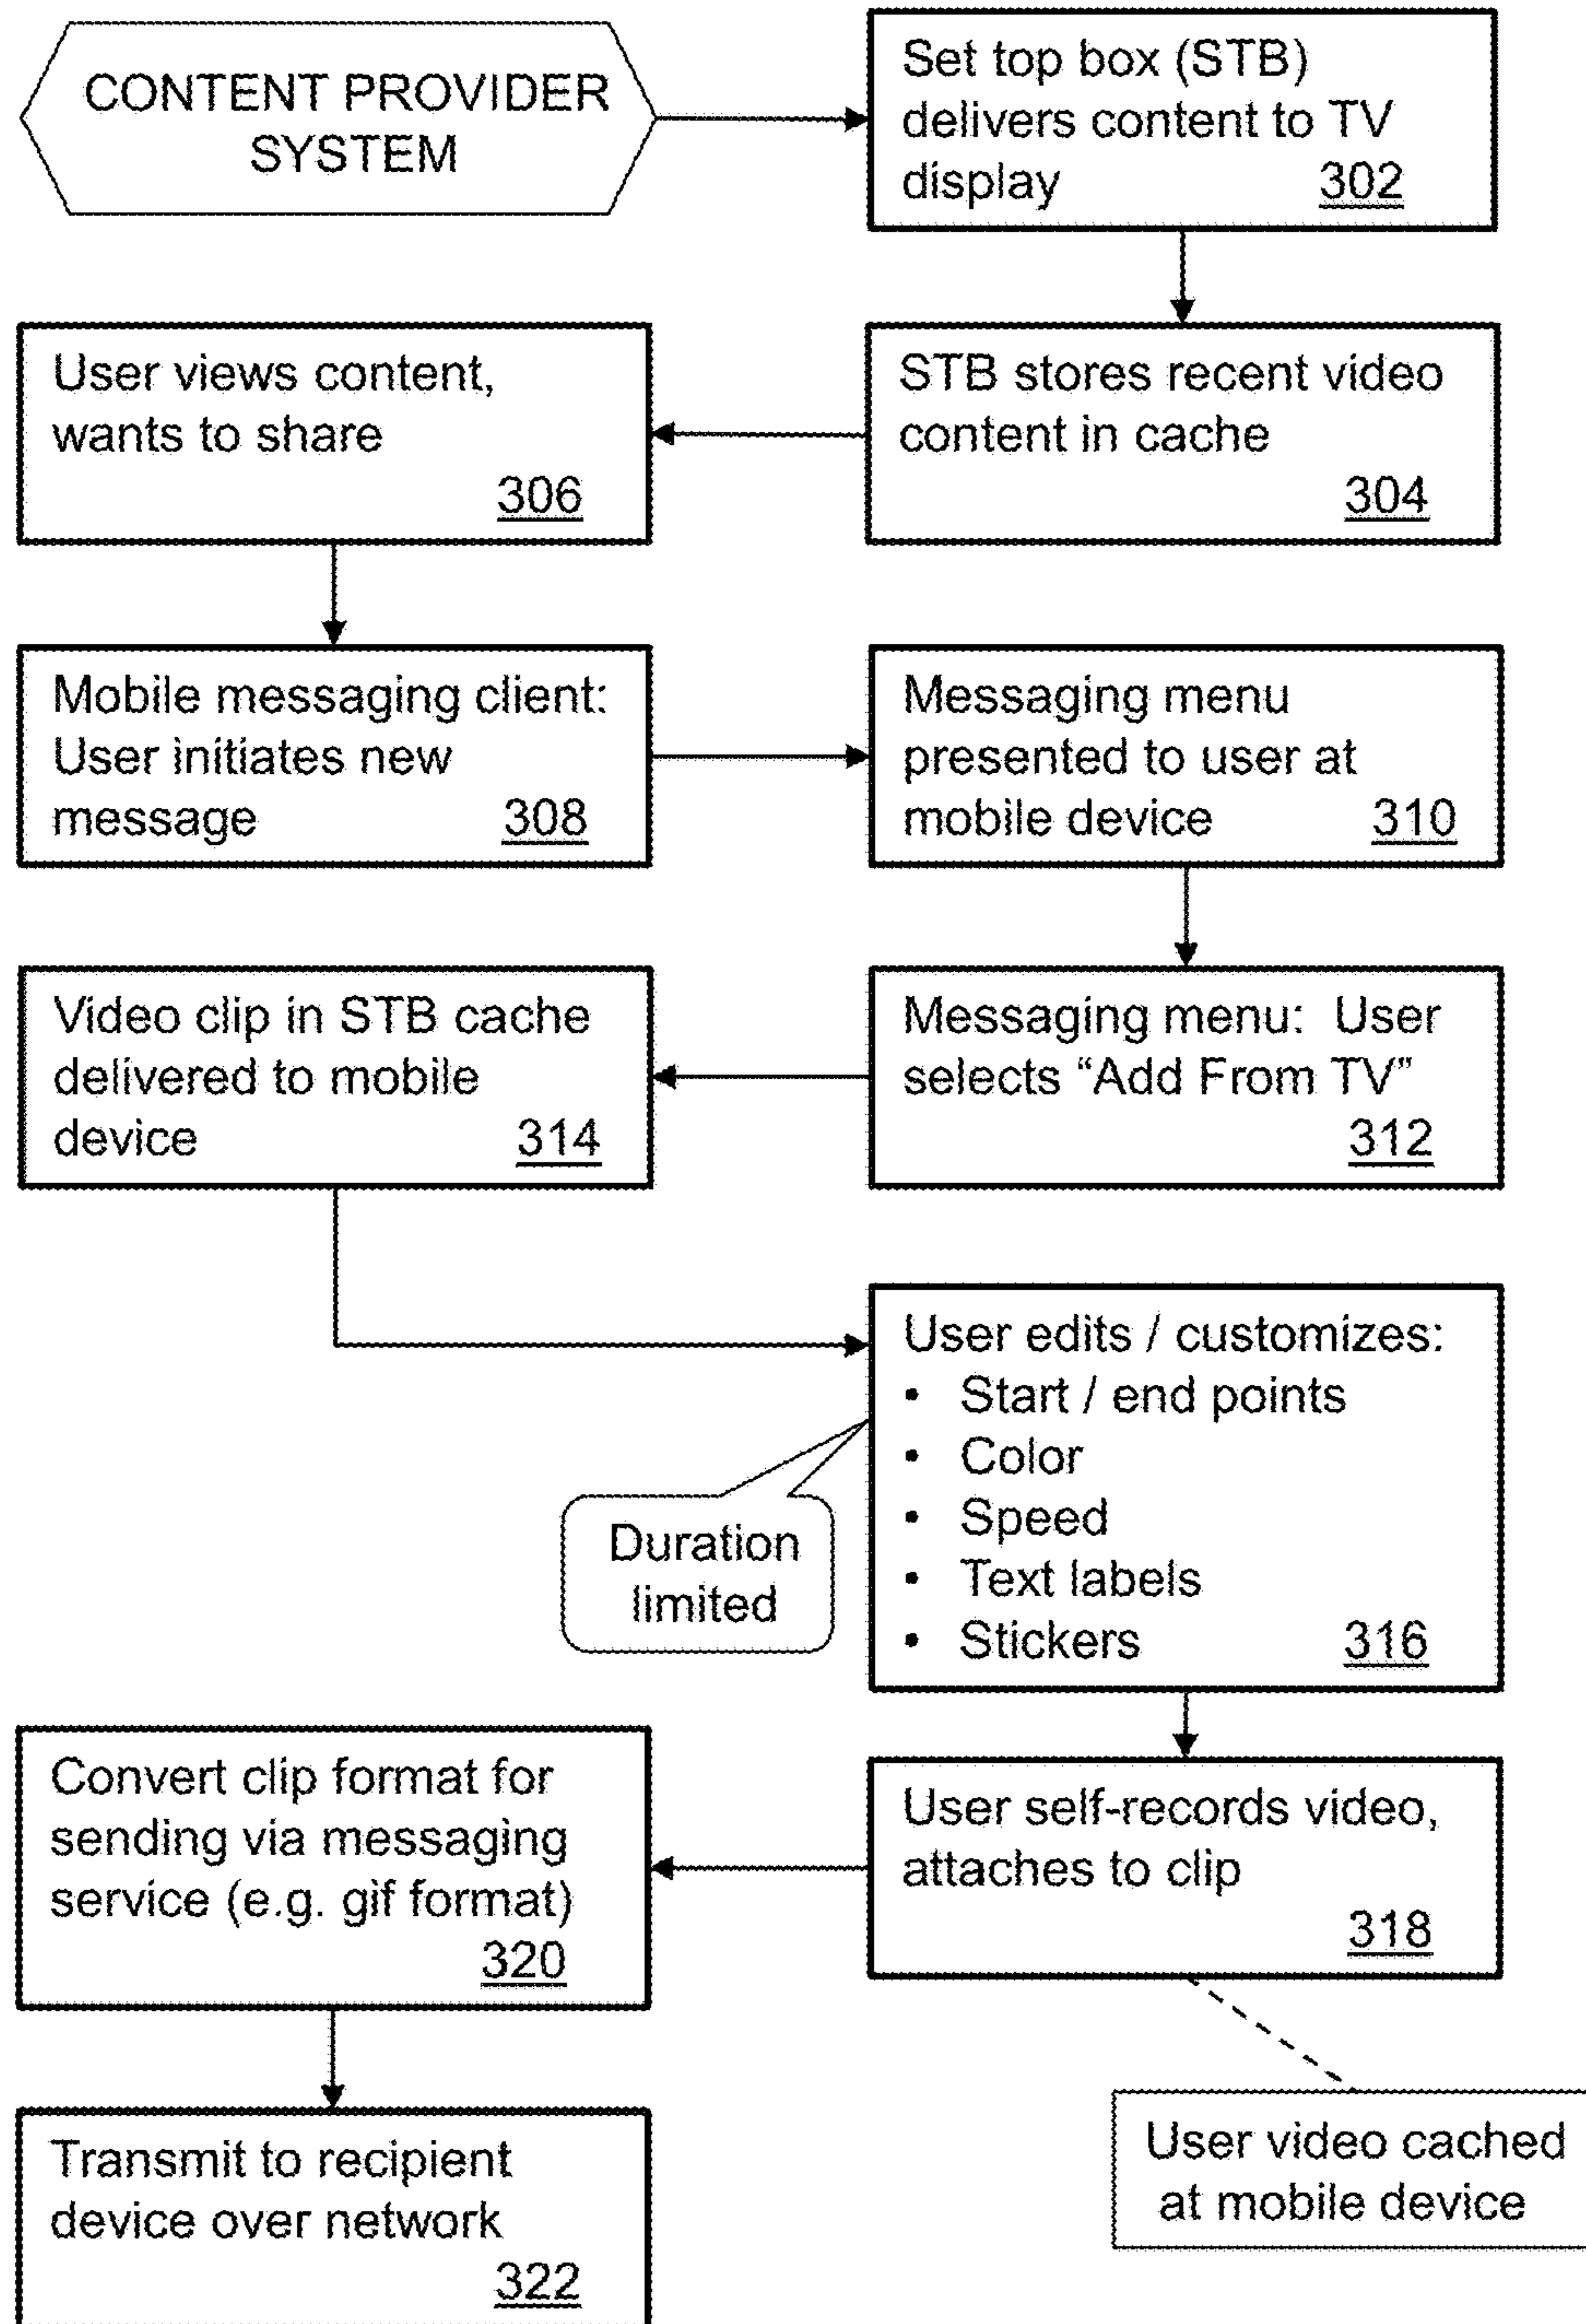 CONTENT PROVIDER
SYSTEM
Set top box (STB)
delivers content to TV
display 302
STB stores recent video
content in cache
304
User views content,
wants to share
306
Mobile messaging client:
User initiates new
message 308
Messaging menu
presented to user at
mobile device 310
Messaging menu: User
selects “Add From TV”
312
Video clip in STB cache
delivered to mobile
device 314
User edits / customizes:
• Start / end points
• Color
• Speed
• Text labels
• Stickers 316
Duration
limited
User self-records video,
attaches to clip
318
User video cached
at mobile device
Convert clip format for
sending via messaging
service (e.g. gif format)
320
Transmit to recipient
device over network
322